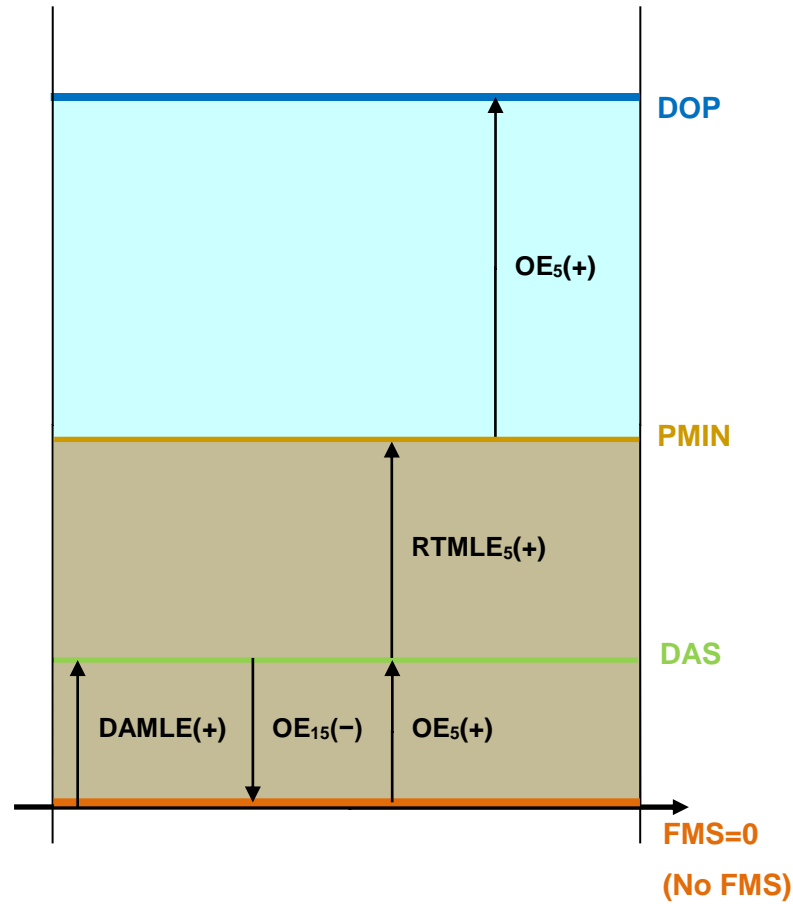 DOP
OE₅(+)
PMIN
RTMLE₅(+)
DAS
DAMLE(+)
OE₁₅(−)
OE₅(+)
FMS=0
(No FMS)